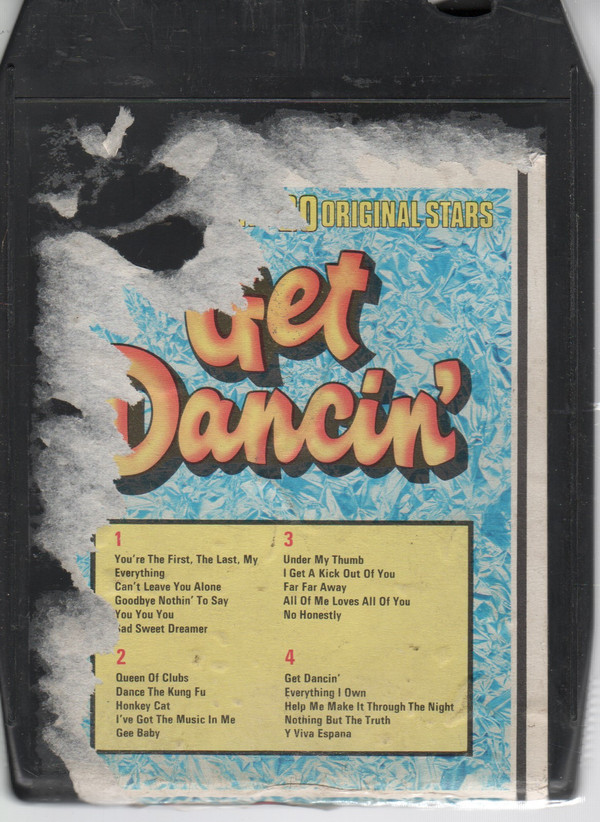 20 ORIGINAL STARS
Get
Dancin'
1
You're The First, The Last, My
Everything
Can't Leave You Alone
Goodbye Nothin' To Say
You You You
Sad Sweet Dreamer
2
Queen Of Clubs
Dance The Kung Fu
Honkey Cat
I've Got The Music In Me
Gee Baby
3
Under My Thumb
I Get A Kick Out Of You
Far Far Away
All Of Me Loves All Of You
No Honestly
4
Get Dancin'
Everything I Own
Help Me Make It Through The Night
Nothing But The Truth
Y Viva Espana